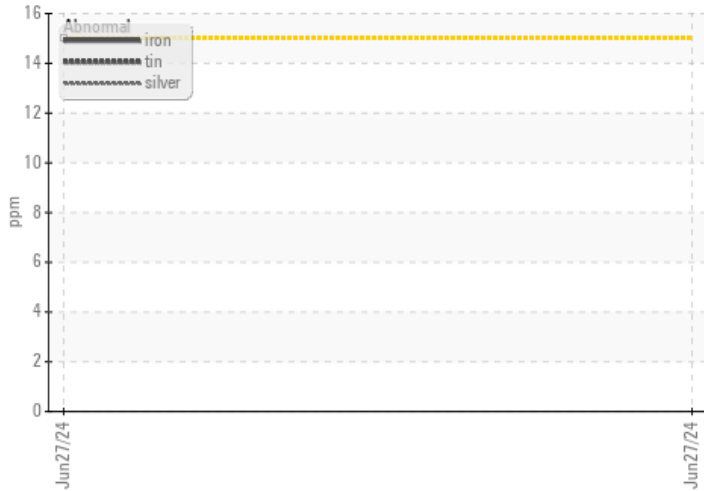 16
14
12
10
8
6
4
2
0
ppm
Abnormal
iron
tin
silver
Jun27/24
Jun27/24